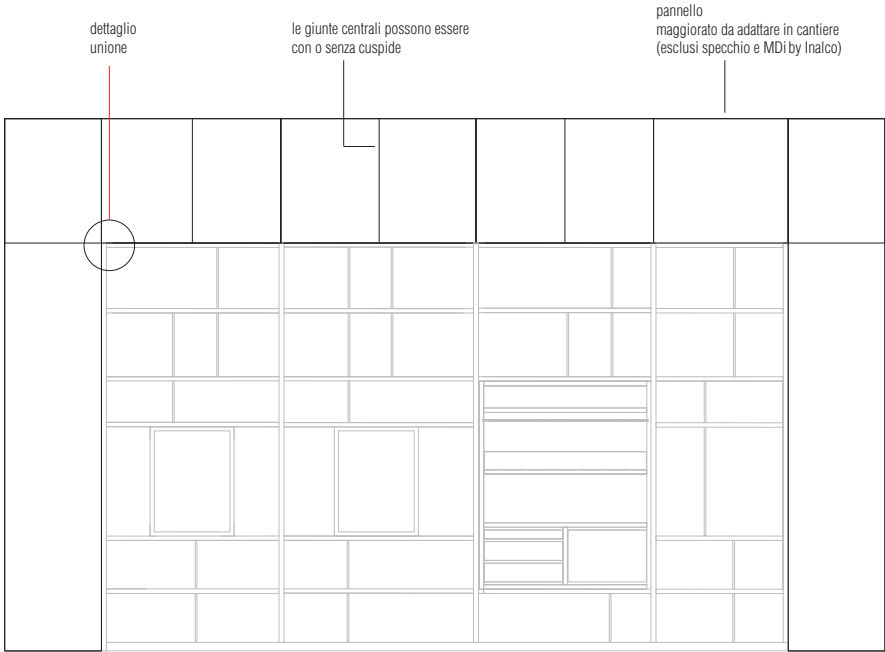 dettaglio
unione
le giunte centrali possono essere
con o senza cuspide
pannello
maggiorato da adattare in cantiere
(esclusi specchio e MDi by Inalco)